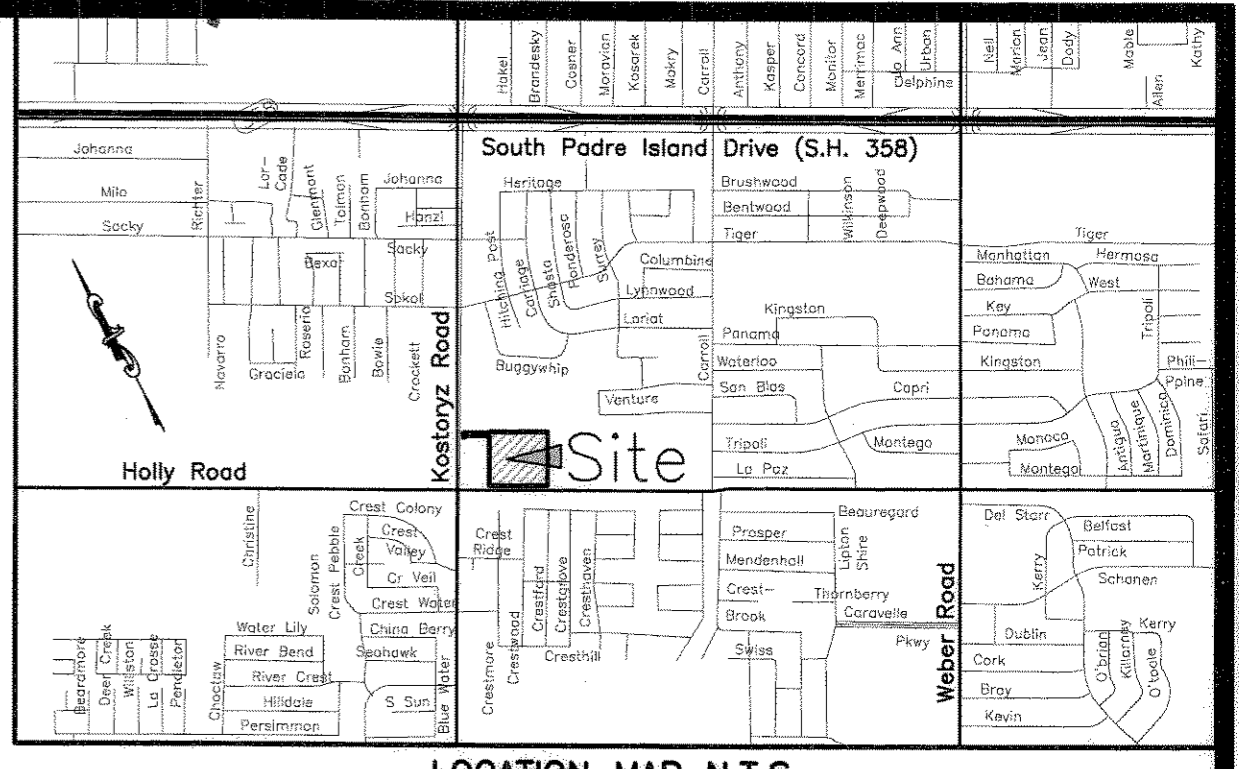 Hakel
Brandesky
Cosner
Moravian
Kosarek
Mokry
Carroll
Anthony
Kasper
Concord
Monitor
Merrimac
Ann
Urban
Delphine
Neil
Marion
Jean
Dody
Mable
Allen
Kathy
South Padre Island Drive (S.H. 358)
Johanna
Milo
Sacky
Richter
Lor-
Cade
Glenmont
Tolman
Bonham
Johanna
Hanzl
Sacky
Bexar
Sokol
Navarro
Graciela
Roserio
Bonham
Bowie
Crockett
Kostoryz Road
Heritage
Hitching Post
Carriage
Shasta
Ponderosa
Surrey
Columbine
Lynnwood
Lariat
Buggywhip
Venture
Carroll
Brushwood
Bentwood
Tiger
Wilkinson
Deepwood
Kingston
Panama
Waterloo
San Blas
Capri
Tripoli
Montego
La Paz
Tiger
Manhattan
Hermosa
Bahama
West
Key
Panama
Tripoli
Kingston
Phili-
Ppine
Monaco
Montego
Antigua
Martinique
Dominica
Safari
Holly Road
Site
Christine
Crest Colony
Crest
Valley
Creek
Crest Pebble
Solomon
Cr Veil
Crest Water
China Berry
Seahawk
Water Lily
River Bend
River Crest
Hilldale
Persimmon
S Sun
Blue Water
Beardmore
Deer Creek
Williston
La Crosse
Pendleton
Choctaw
Crest
Ridge
Crestford
Crestgrove
Cresthaven
Crestmore
Crestwood
Cresthill
Prosper
Mendenhall
Crest-
Brook
Swiss
Beauregard
Lipton
Shire
Thornberry
Caravelle
Pkwy
Weber Road
Del Starr
Belfast
Patrick
Schanen
Kerry
Dublin
Cork
Bray
Kevin
Kerry
O'brian
Killarney
O'toole
LOCATION MAP N.T.S.